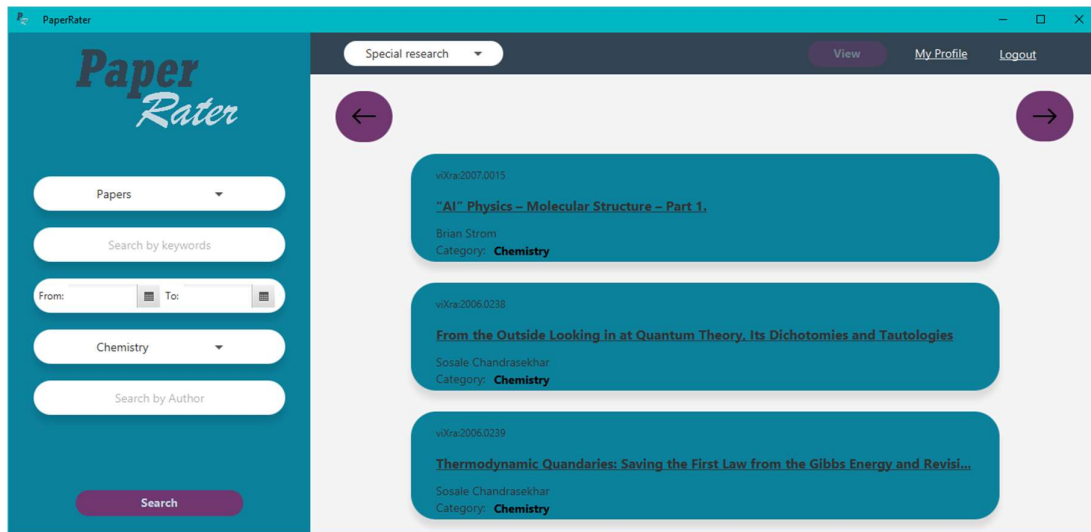 PaperRater
Paper
Rater
Papers
Search by keywords
From: To:
Chemistry
Search by Author
Search
Special research
View
My Profile
Logout
viXra:2007.0015
"AI" Physics – Molecular Structure – Part 1.
Brian Strom
Category: Chemistry
viXra:2006.0238
From the Outside Looking in at Quantum Theory, Its Dichotomies and Tautologies
Sosale Chandrasekhar
Category: Chemistry
viXra:2006.0239
Thermodynamic Quandaries: Saving the First Law from the Gibbs Energy and Revisi...
Sosale Chandrasekhar
Category: Chemistry